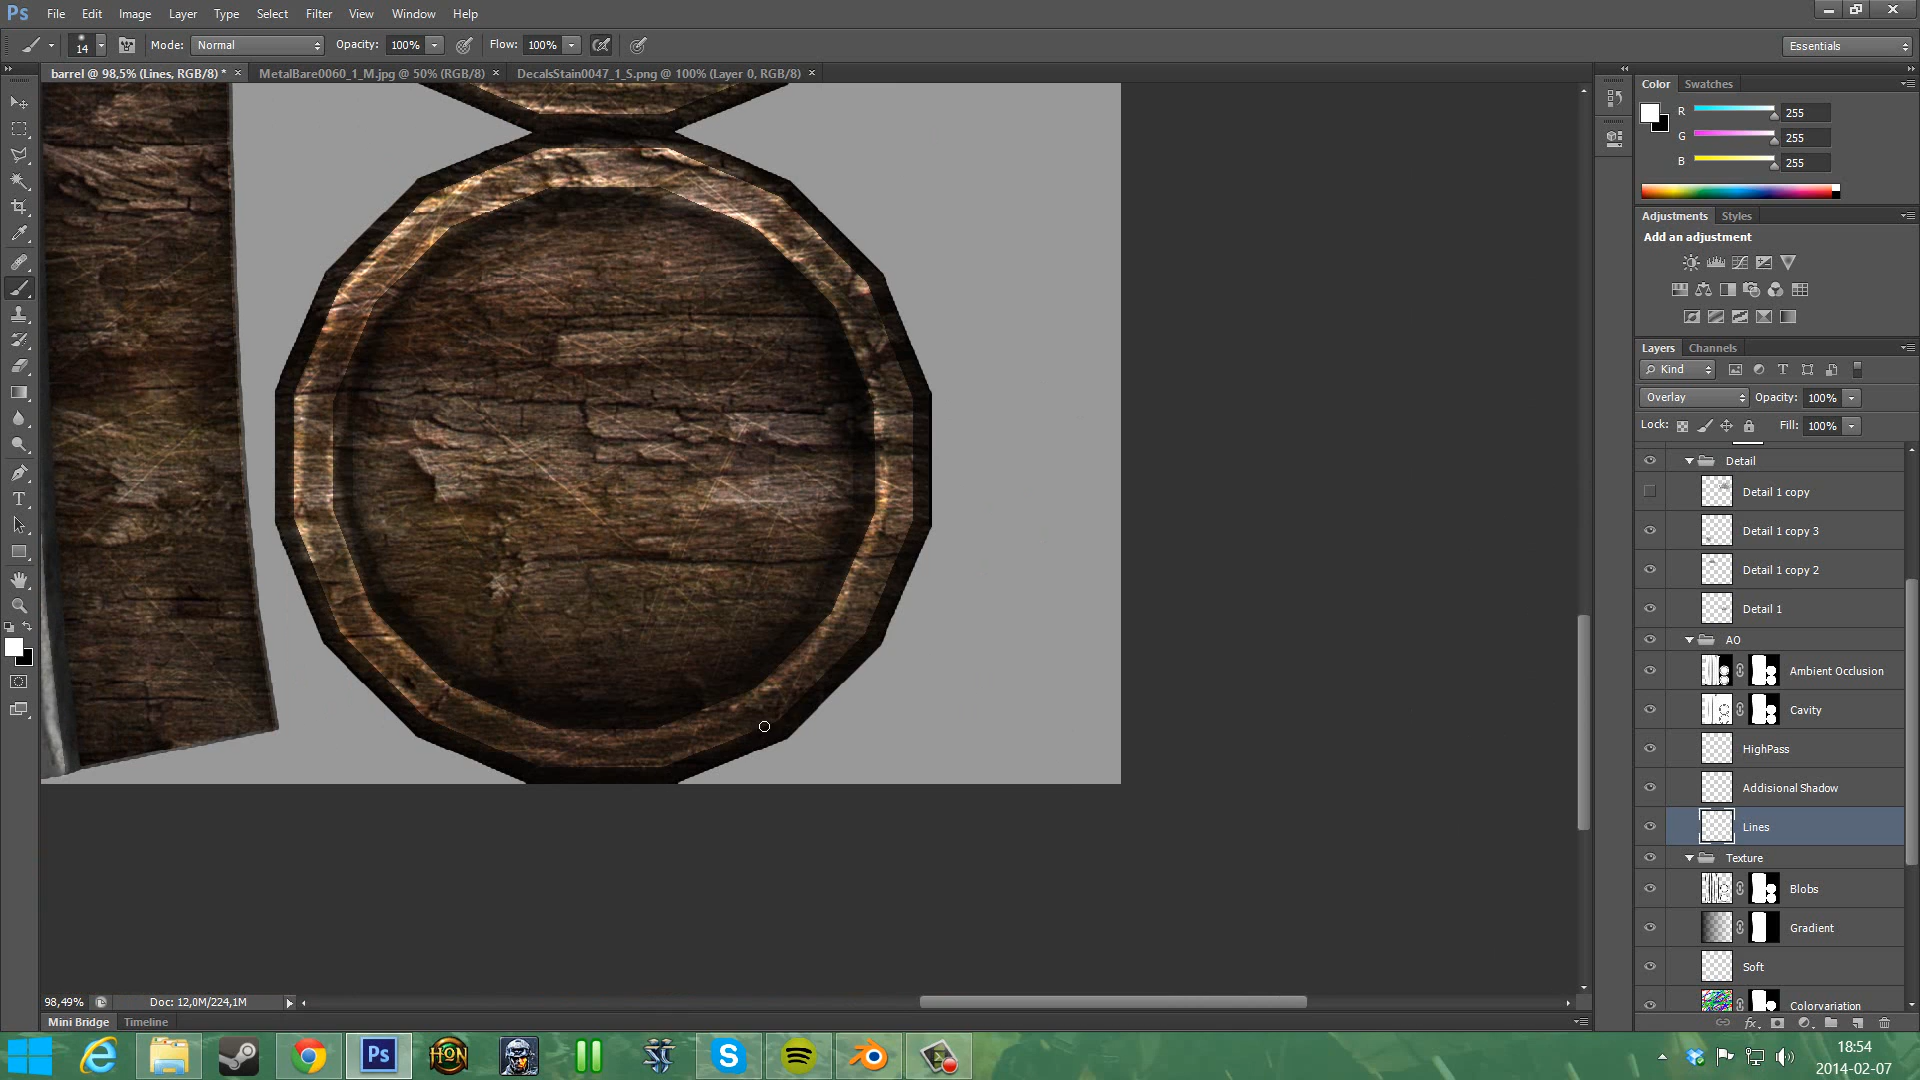 Ps File Edit Image Layer Type Select Filter View Window Help
14 Mode: Normal Opacity: 100% Flow: 100% Essentials
barrel @ 98,5% (Lines, RGB/8) * × MetalBare0060_1_M.jpg @ 50% (RGB/8) × DecalsStain0047_1_S.png @ 100% (Layer 0, RGB/8) ×
Color Swatches
R 255
G 255
B 255
Adjustments Styles
Add an adjustment
Layers Channels
Kind
Overlay Opacity: 100%
Lock: Fill: 100%
Detail
Detail 1 copy
Detail 1 copy 3
Detail 1 copy 2
Detail 1
AO
Ambient Occlusion
Cavity
HighPass
Addisional Shadow
Lines
Texture
Blobs
Gradient
Soft
Colorvariation
98,49% Doc: 12,0M/224,1M
Mini Bridge Timeline
Ps HON
18:54
2014-02-07